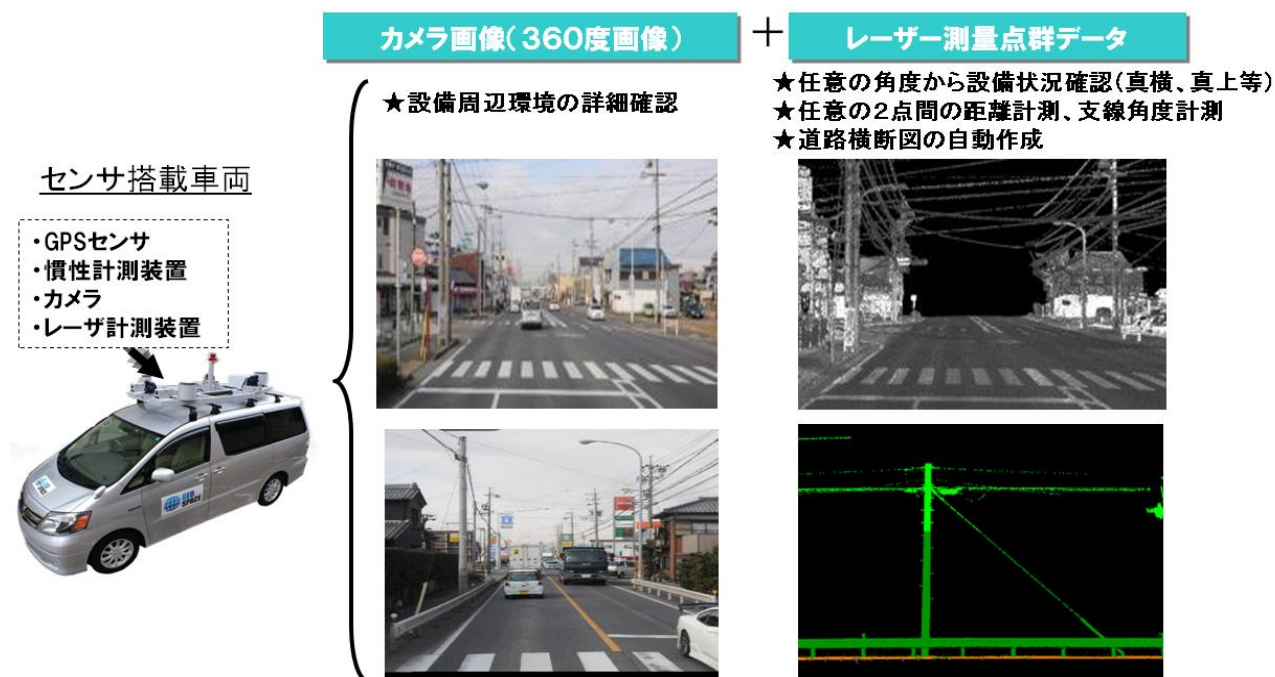 カメラ画像(360度画像)
+
レーザー測量点群データ
★設備周辺環境の詳細確認
★任意の角度から設備状況確認(真横、真上等)
★任意の2点間の距離計測、支線角度計測
★道路横断図の自動作成
センサ搭載車両
・GPSセンサ
・慣性計測装置
・カメラ
・レーザ計測装置
GEO
SPACE